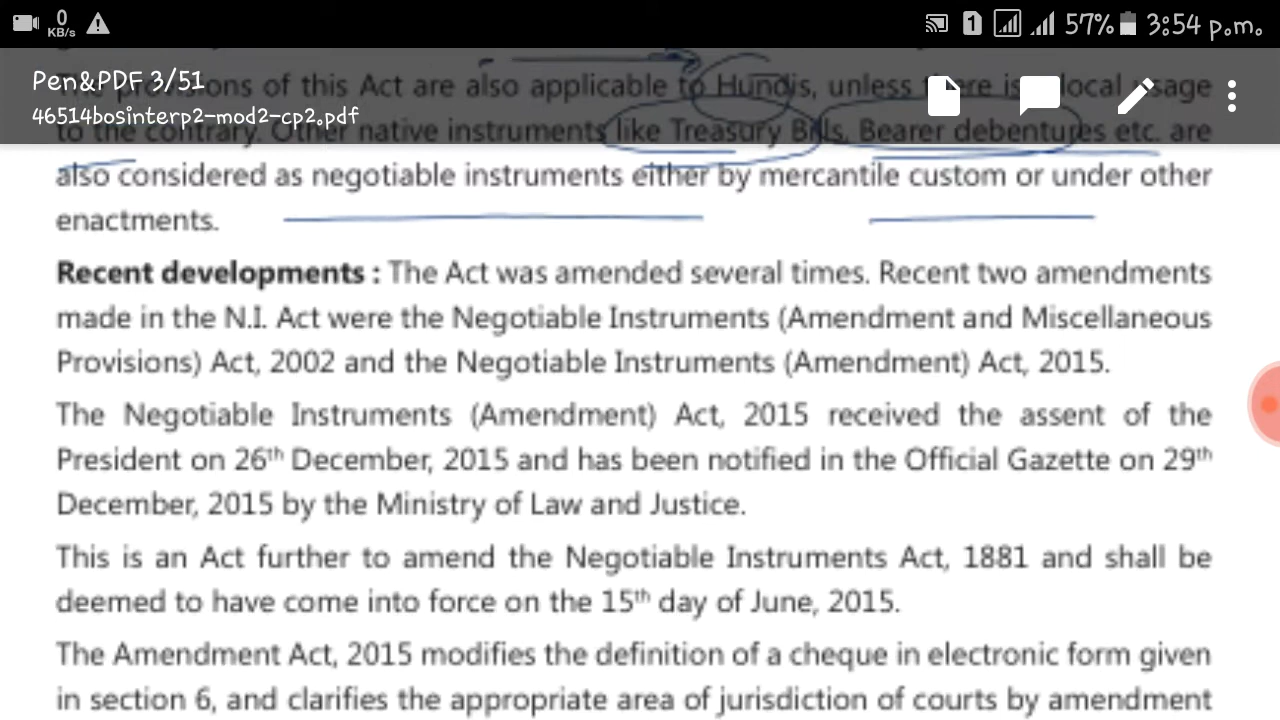 0 KB/s 1 57% 3:54 p.m.
Pen&PDF 3/51
provisions of this Act are also applicable to Hundis, unless there is local usage
46514bosinterp2-mod2-cp2.pdf
to the contrary. Other native instruments like Treasury Bills, Bearer debentures etc. are
also considered as negotiable instruments either by mercantile custom or under other
enactments.
Recent developments : The Act was amended several times. Recent two amendments
made in the N.I. Act were the Negotiable Instruments (Amendment and Miscellaneous
Provisions) Act, 2002 and the Negotiable Instruments (Amendment) Act, 2015.
The Negotiable Instruments (Amendment) Act, 2015 received the assent of the
President on 26th December, 2015 and has been notified in the Official Gazette on 29th
December, 2015 by the Ministry of Law and Justice.
This is an Act further to amend the Negotiable Instruments Act, 1881 and shall be
deemed to have come into force on the 15th day of June, 2015.
The Amendment Act, 2015 modifies the definition of a cheque in electronic form given
in section 6, and clarifies the appropriate area of jurisdiction of courts by amendment